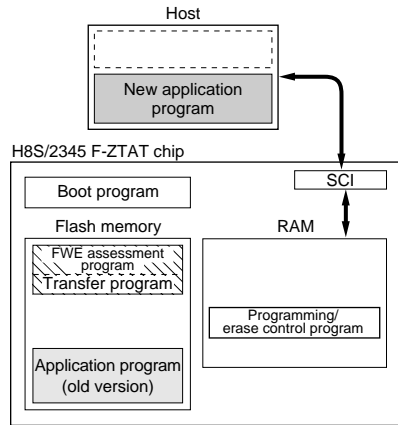 Host
New application
program
H8S/2345 F-ZTAT chip
SCI
Boot program
Flash memory
RAM
FWE assessment
program
Transfer program
Programming/
erase control program
Application program
(old version)